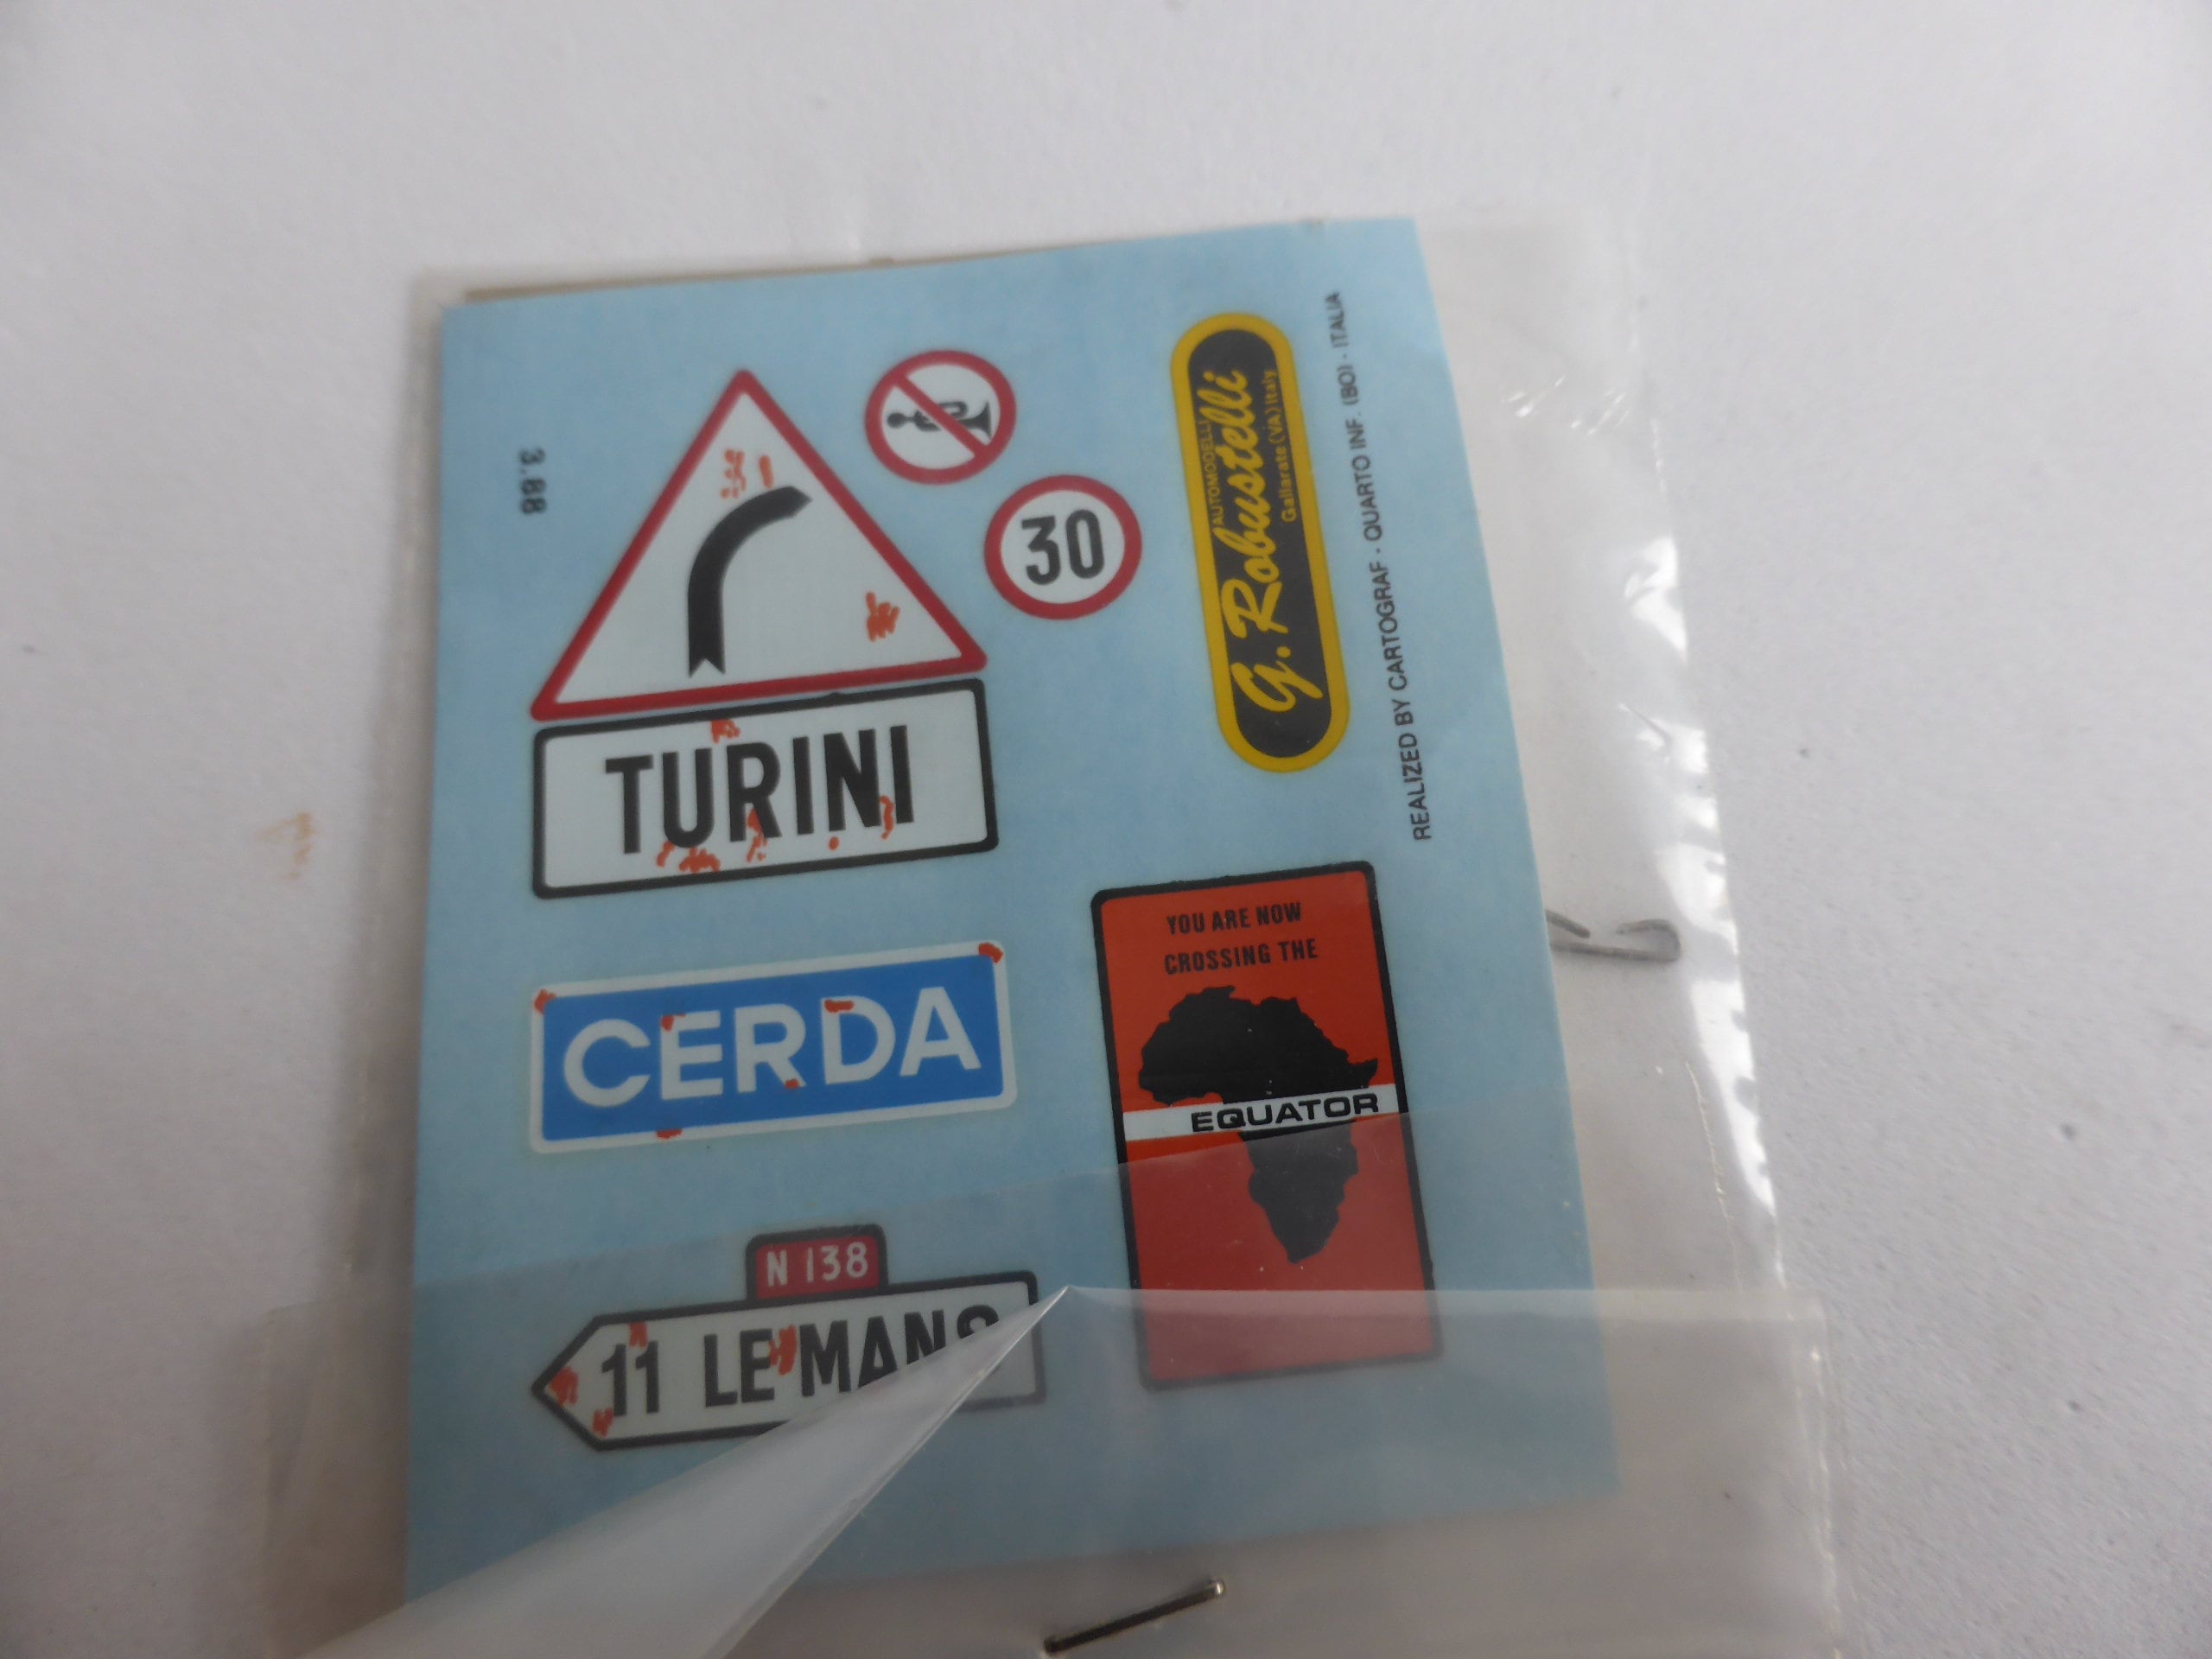 3.88
30
AUTOMODELLI
G. Robustelli
Gallarate (VA) Italy
REALIZED BY CARTOGRAF - QUARTO INF. (BO) - ITALIA
TURINI
CERDA
YOU ARE NOW
CROSSING THE
EQUATOR
N 138
11 LE MANS